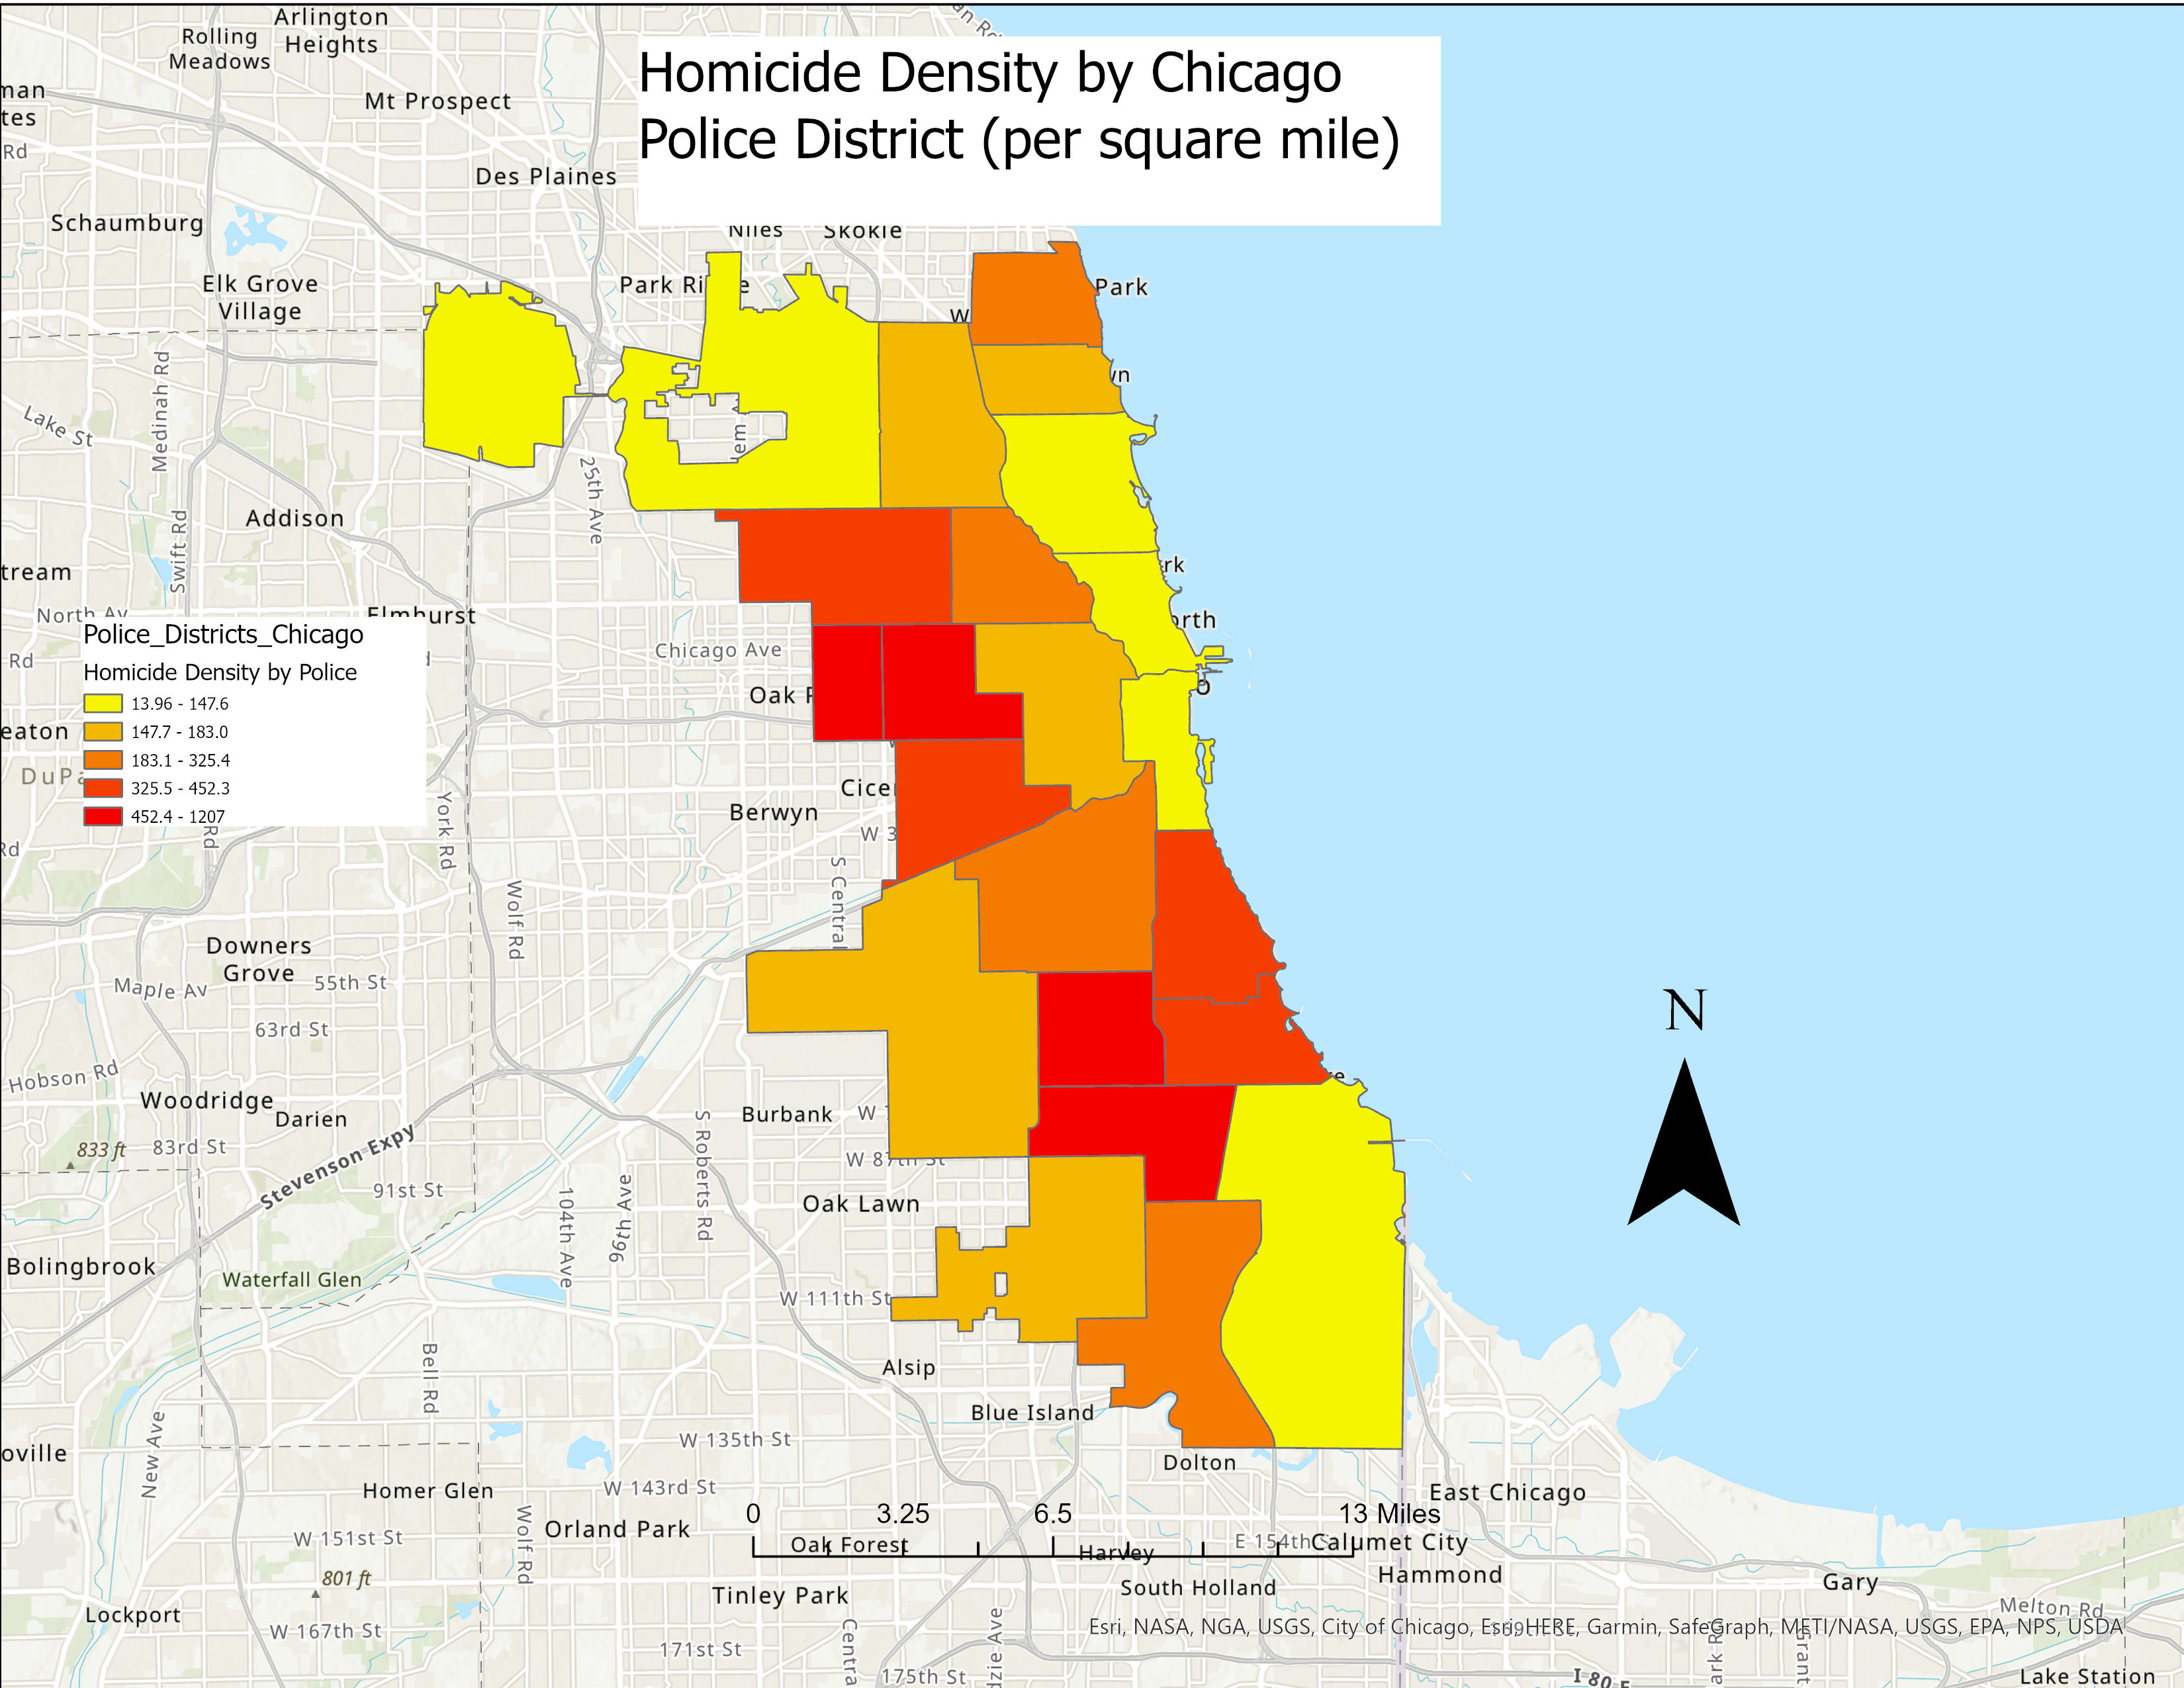 Homicide Density by Chicago
Police District (per square mile)
Arlington
Heights
Rolling
Meadows
Mt Prospect
Des Plaines
Schaumburg
Niles
Skokie
Elk Grove
Village
Park
Medinah Rd
Lake St
25th Ave
Addison
Swift Rd
North Av
Elmhurst
Police_Districts_Chicago
Homicide Density by Police
13.96 - 147.6
147.7 - 183.0
183.1 - 325.4
325.5 - 452.3
452.4 - 1207
Chicago Ave
Oak
Berwyn
York Rd
Wolf Rd
S Central
Downers
Grove
Maple Av
55th St
63rd St
Hobson Rd
Woodridge
Darien
833 ft
83rd St
Stevenson Expy
91st St
Burbank
W 87th St
S Roberts Rd
104th Ave
96th Ave
Oak Lawn
Bolingbrook
Waterfall Glen
W 111th St
Alsip
Bell Rd
Blue Island
New Ave
W 135th St
W 143rd St
Homer Glen
Dolton
East Chicago
0 3.25 6.5 13 Miles
W 151st St
Wolf Rd
Orland Park
Oak Forest
Harvey
E 154th S
Calumet City
Hammond
801 ft
Tinley Park
South Holland
Gary
Lockport
W 167th St
171st St
175th St
Melton Rd
Esri, NASA, NGA, USGS, City of Chicago, Esri, HERE, Garmin, SafeGraph, METI/NASA, USGS, EPA, NPS, USDA
Lake Station
N